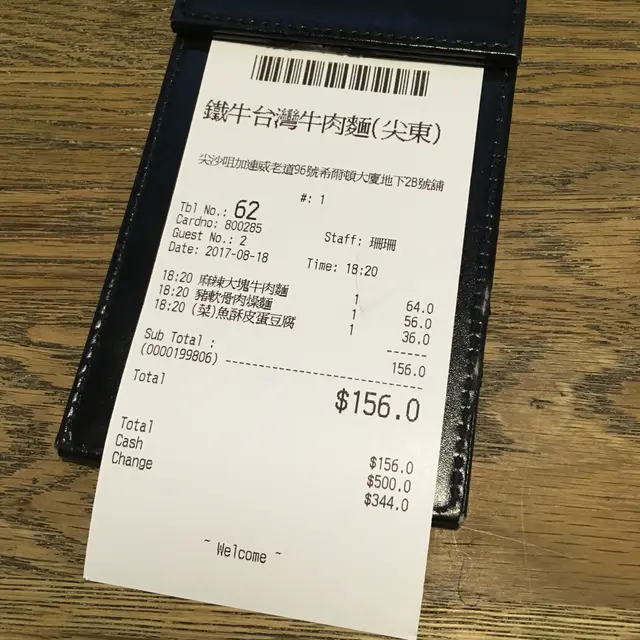 鐵牛台灣牛肉麵(尖東)
尖沙咀加連威老道96號希爾頓大廈地下2B號舖
#: 1
Tbl No.: 62
Cardno: 800285 Staff: 珊珊
Guest No.: 2
Date: 2017-08-18 Time: 18:20
18:20 麻辣大塊牛肉麵 1 64.0
18:20 豬軟骨肉燥麵 1 56.0
18:20 (菜)魚酥皮蛋豆腐 1 36.0
Sub Total : 156.0
(0000199806)
Total $156.0
Total $156.0
Cash $500.0
Change $344.0
~ Welcome ~